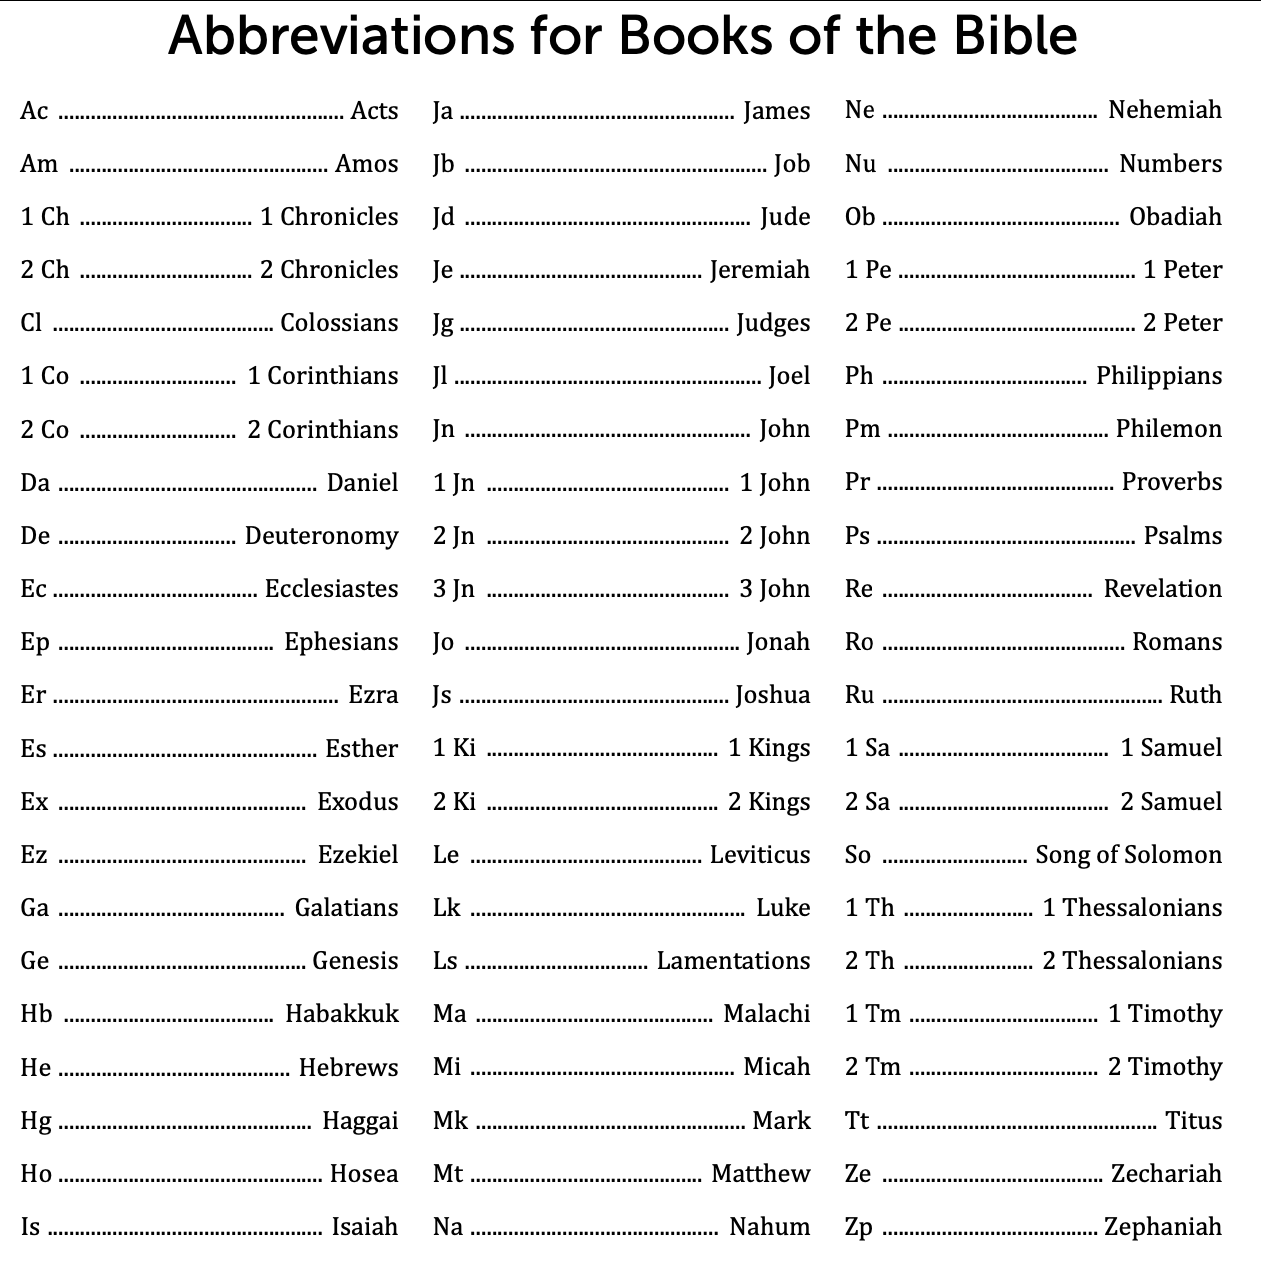 Abbreviations for Books of the Bible
Ac ..................................................... Acts
Am ................................................ Amos
1 Ch ................................ 1 Chronicles
2 Ch ................................ 2 Chronicles
Cl ......................................... Colossians
1 Co ............................. 1 Corinthians
2 Co ............................. 2 Corinthians
Da ................................................ Daniel
De ................................. Deuteronomy
Ec ...................................... Ecclesiastes
Ep ........................................ Ephesians
Er ..................................................... Ezra
Es ................................................. Esther
Ex .............................................. Exodus
Ez .............................................. Ezekiel
Ga .......................................... Galatians
Ge .............................................. Genesis
Hb ....................................... Habakkuk
He ........................................... Hebrews
Hg ............................................... Haggai
Ho ................................................. Hosea
Is ................................................... Isaiah
Ja ................................................... James
Jb ........................................................ Job
Jd ..................................................... Jude
Je ............................................. Jeremiah
Jg .................................................. Judges
Jl ......................................................... Joel
Jn ..................................................... John
1 Jn ............................................. 1 John
2 Jn ............................................. 2 John
3 Jn ............................................. 3 John
Jo ................................................... Jonah
Js .................................................. Joshua
1 Ki ........................................... 1 Kings
2 Ki ........................................... 2 Kings
Le ........................................... Leviticus
Lk ................................................... Luke
Ls .................................. Lamentations
Ma ............................................ Malachi
Mi ................................................. Micah
Mk .................................................. Mark
Mt ........................................... Matthew
Na .............................................. Nahum
Ne ........................................ Nehemiah
Nu ......................................... Numbers
Ob ............................................ Obadiah
1 Pe ............................................ 1 Peter
2 Pe ............................................ 2 Peter
Ph ...................................... Philippians
Pm ......................................... Philemon
Pr ............................................ Proverbs
Ps ................................................ Psalms
Re ....................................... Revelation
Ro ............................................. Romans
Ru .................................................... Ruth
1 Sa ....................................... 1 Samuel
2 Sa ....................................... 2 Samuel
So ........................... Song of Solomon
1 Th ........................ 1 Thessalonians
2 Th ........................ 2 Thessalonians
1 Tm ................................... 1 Timothy
2 Tm ................................... 2 Timothy
Tt .................................................... Titus
Ze ......................................... Zechariah
Zp ........................................ Zephaniah